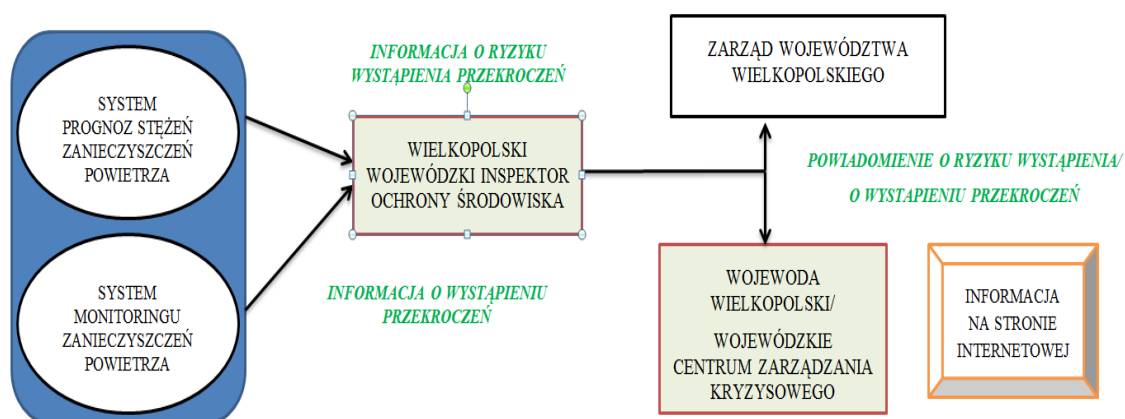 SYSTEM
PROGNOZ STĘŻEŃ
ZANIECZYSZCZEŃ
POWIETRZA
SYSTEM
MONITORINGU
ZANIECZYSZCZEŃ
POWIETRZA
INFORMACJA O RYZYKU
WYSTĄPIENIA PRZEKROCZEŃ
WIELKOPOLSKI
WOJEWÓDZKI INSPEKTOR
OCHRONY ŚRODOWISKA
INFORMACJA O WYSTĄPIENIU
PRZEKROCZEŃ
ZARZĄD WOJEWÓDZTWA
WIELKOPOLSKIEGO
POWIADOMIENIE O RYZYKU WYSTĄPIENIA/
O WYSTAPIENIU PRZEKROCZEŃ
WOJEWODA
WIELKOPOLSKI/
WOJEWÓDZKIE
CENTRUM ZARZĄDZANIA
KRYZYSOWEGO
INFORMACJA
NA STRONIE
INTERNETOWEJ